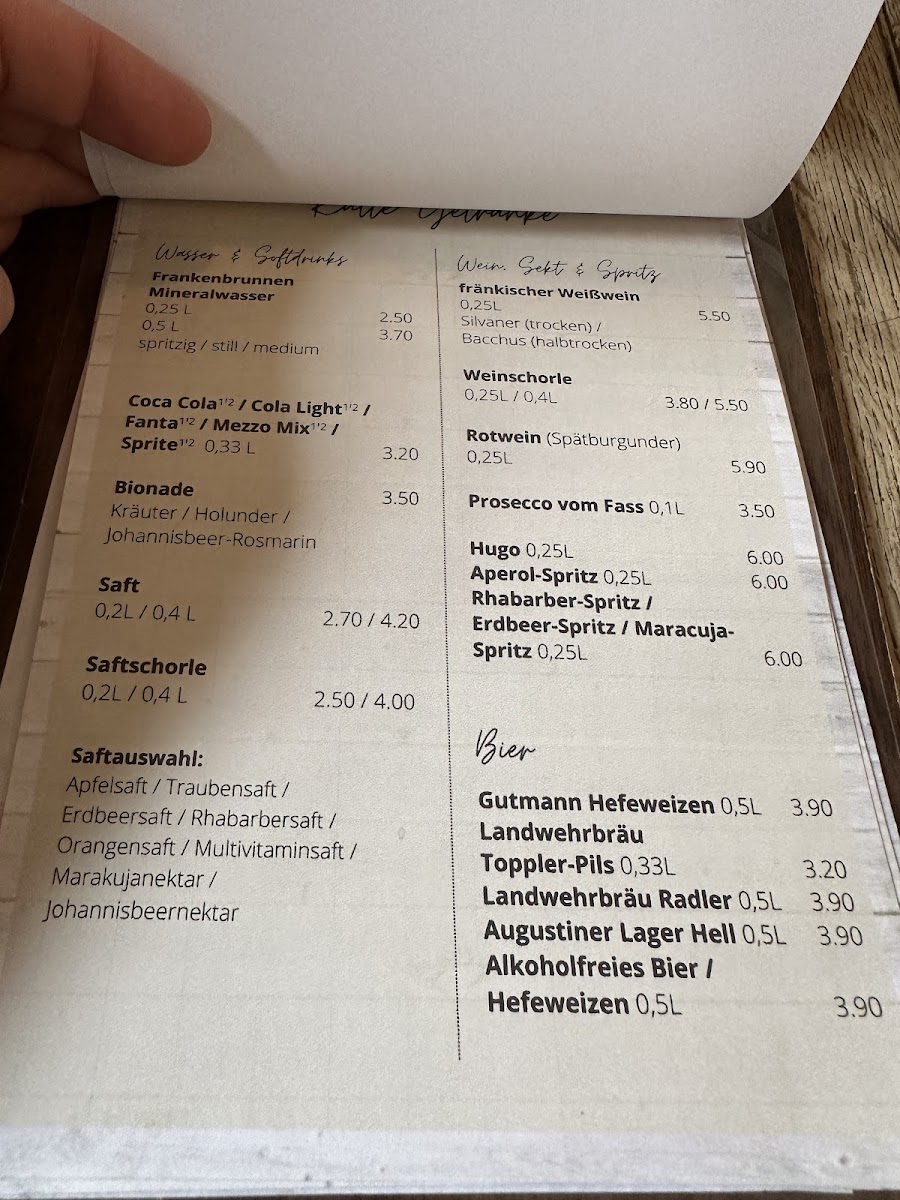 Kalte Getränke
Wasser & Softdrinks
Frankenbrunnen
Mineralwasser
0,25 L 2.50
0,5 L 3.70
spritzig / still / medium
Coca Cola¹'² / Cola Light¹'² /
Fanta¹'² / Mezzo Mix¹'² /
Sprite¹'² 0,33 L 3.20
Bionade 3.50
Kräuter / Holunder /
Johannisbeer-Rosmarin
Saft
0,2L / 0,4 L 2.70 / 4.20
Saftschorle
0,2L / 0,4 L 2.50 / 4.00
Saftauswahl:
Apfelsaft / Traubensaft /
Erdbeersaft / Rhabarbersaft /
Orangensaft / Multivitaminsaft /
Marakujanektar /
Johannisbeernektar
Wein, Sekt & Spritz
fränkischer Weißwein
0,25L 5.50
Silvaner (trocken) /
Bacchus (halbtrocken)
Weinschorle
0,25L / 0,4L 3.80 / 5.50
Rotwein (Spätburgunder)
0,25L 5.90
Prosecco vom Fass 0,1L 3.50
Hugo 0,25L 6.00
Aperol-Spritz 0,25L 6.00
Rhabarber-Spritz /
Erdbeer-Spritz / Maracuja-
Spritz 0,25L 6.00
Bier
Gutmann Hefeweizen 0,5L 3.90
Landwehrbräu
Toppler-Pils 0,33L 3.20
Landwehrbräu Radler 0,5L 3.90
Augustiner Lager Hell 0,5L 3.90
Alkoholfreies Bier /
Hefeweizen 0,5L 3.90